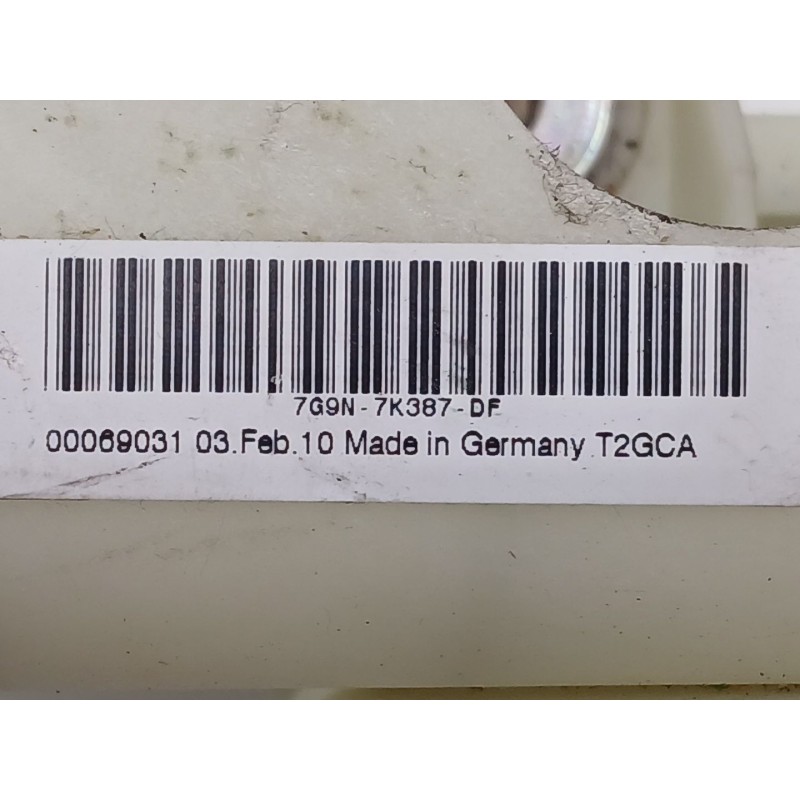 7G9N-7K387-DF
00069031 03.Feb.10 Made in Germany T2GCA